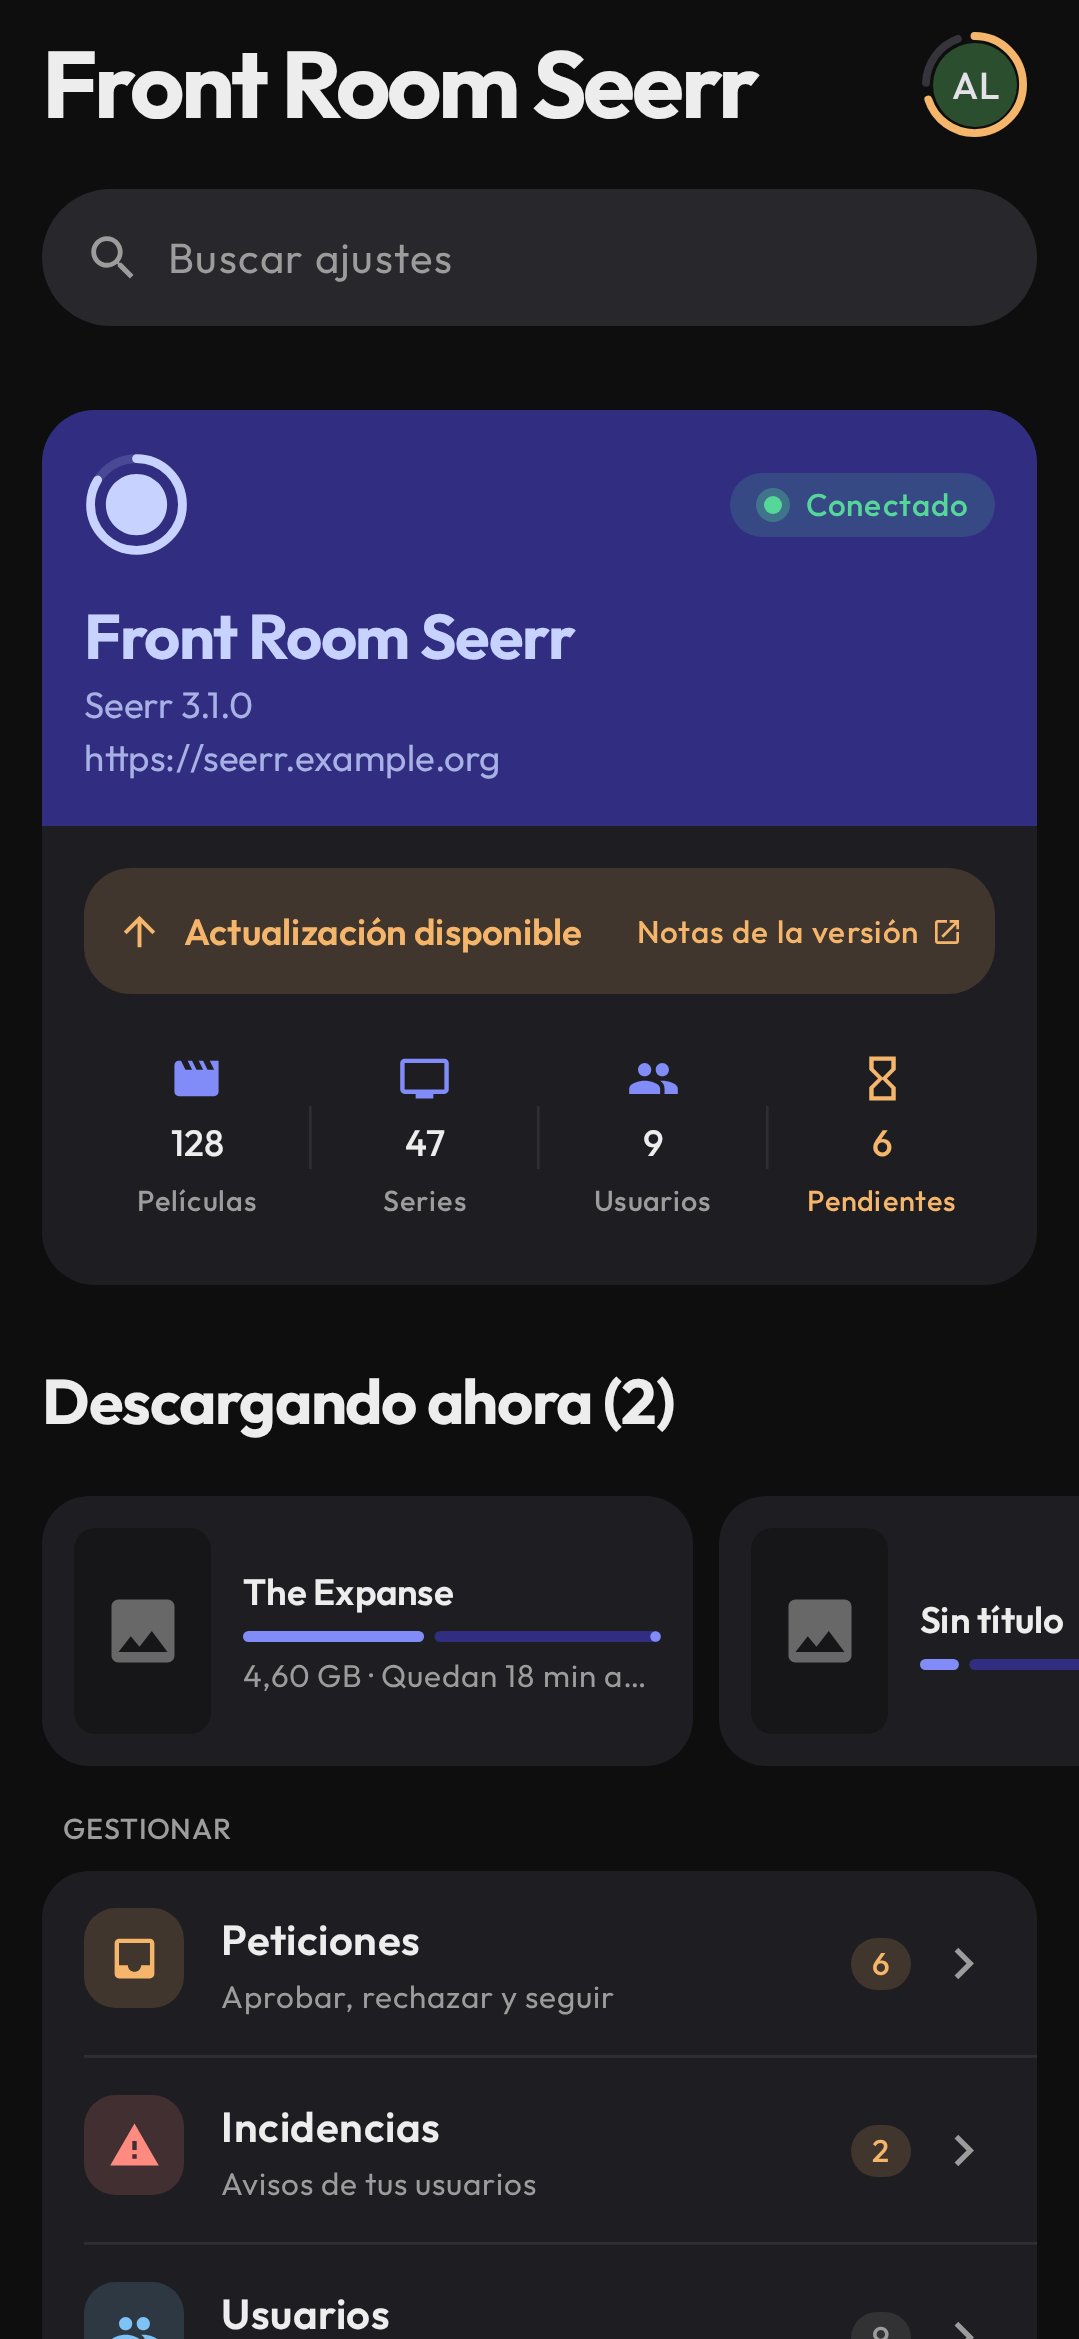 Front Room Seerr
AL
Buscar ajustes
Conectado
Front Room Seerr
Seerr 3.1.0
https://seerr.example.org
Actualización disponible
Notas de la versión
128
47
9
6
Películas
Series
Usuarios
Pendientes
Descargando ahora (2)
The Expanse
4,60 GB · Quedan 18 min a...
Sin título
GESTIONAR
Peticiones
6
Aprobar, rechazar y seguir
Incidencias
2
Avisos de tus usuarios
Usuarios